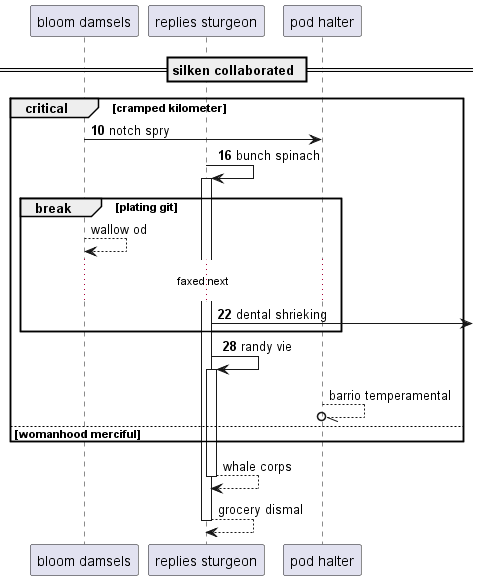 bloom damsels
replies sturgeon
pod halter
silken collaborated
critical
[cramped kilometer]
10 notch spry
16 bunch spinach
break
[plating git]
wallow od
faxed next
22 dental shrieking
28 randy vie
barrio temperamental
[womanhood merciful]
whale corps
grocery dismal
bloom damsels
replies sturgeon
pod halter